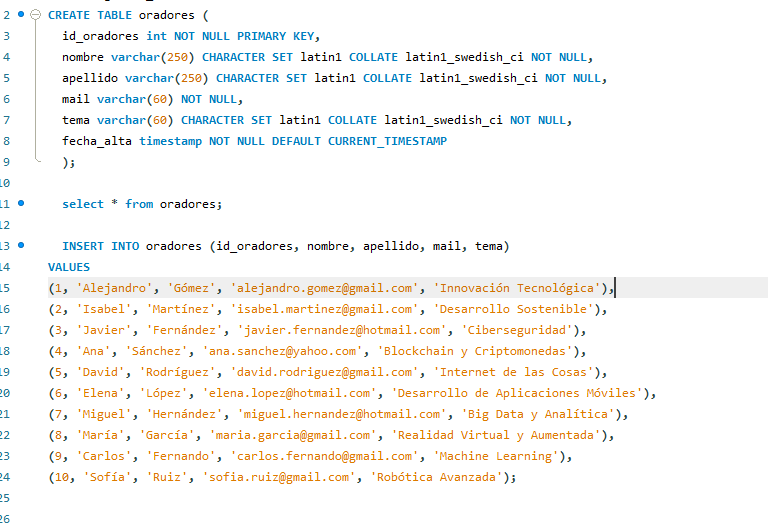 2 CREATE TABLE oradores (
3 id_oradores int NOT NULL PRIMARY KEY,
4 nombre varchar(250) CHARACTER SET latin1 COLLATE latin1_swedish_ci NOT NULL,
5 apellido varchar(250) CHARACTER SET latin1 COLLATE latin1_swedish_ci NOT NULL,
6 mail varchar(60) NOT NULL,
7 tema varchar(60) CHARACTER SET latin1 COLLATE latin1_swedish_ci NOT NULL,
8 fecha_alta timestamp NOT NULL DEFAULT CURRENT_TIMESTAMP
9 );
10
11 select * from oradores;
12
13 INSERT INTO oradores (id_oradores, nombre, apellido, mail, tema)
14 VALUES
15 (1, 'Alejandro', 'Gómez', 'alejandro.gomez@gmail.com', 'Innovación Tecnológica'),
16 (2, 'Isabel', 'Martínez', 'isabel.martinez@gmail.com', 'Desarrollo Sostenible'),
17 (3, 'Javier', 'Fernández', 'javier.fernandez@hotmail.com', 'Ciberseguridad'),
18 (4, 'Ana', 'Sánchez', 'ana.sanchez@yahoo.com', 'Blockchain y Criptomonedas'),
19 (5, 'David', 'Rodríguez', 'david.rodriguez@gmail.com', 'Internet de las Cosas'),
20 (6, 'Elena', 'López', 'elena.lopez@hotmail.com', 'Desarrollo de Aplicaciones Móviles'),
21 (7, 'Miguel', 'Hernández', 'miguel.hernandez@hotmail.com', 'Big Data y Analítica'),
22 (8, 'María', 'García', 'maria.garcia@gmail.com', 'Realidad Virtual y Aumentada'),
23 (9, 'Carlos', 'Fernando', 'carlos.fernando@gmail.com', 'Machine Learning'),
24 (10, 'Sofía', 'Ruiz', 'sofia.ruiz@gmail.com', 'Robótica Avanzada');
25
26